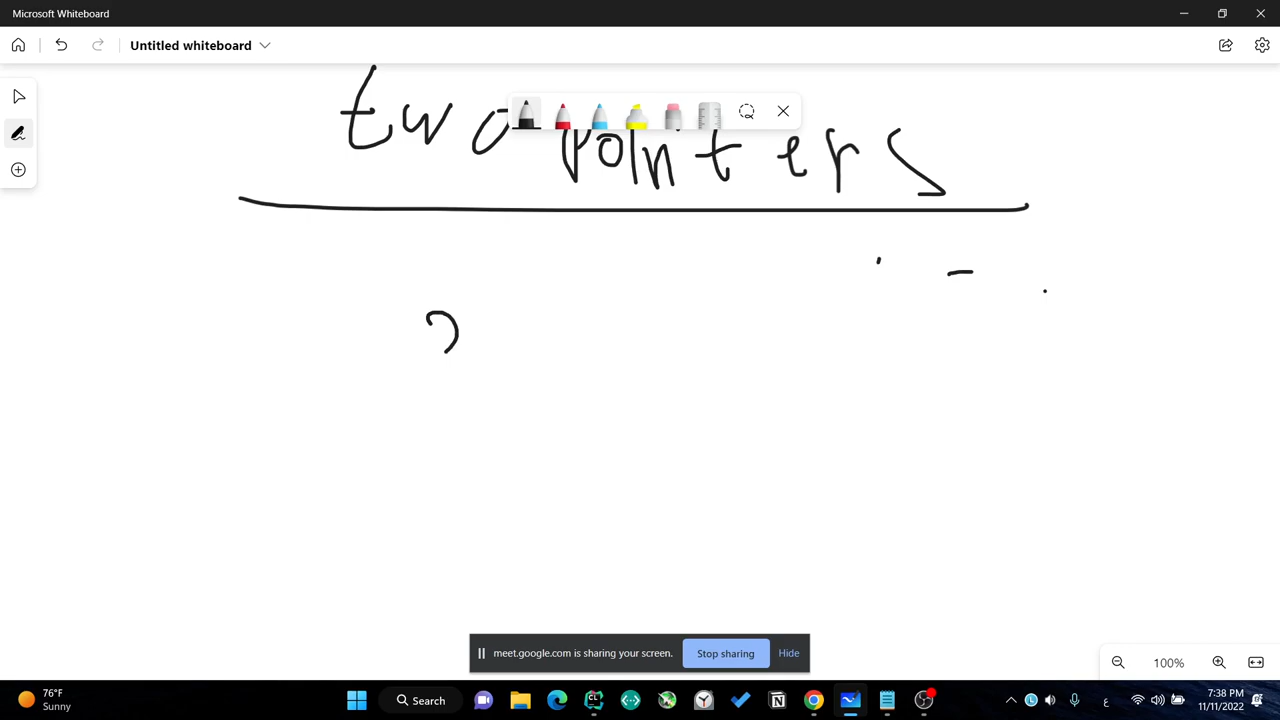 Microsoft Whiteboard
Untitled whiteboard
two pointers
meet.google.com is sharing your screen.
Stop sharing
Hide
100%
76°F
Sunny
Search
ع
7:38 PM
11/11/2022